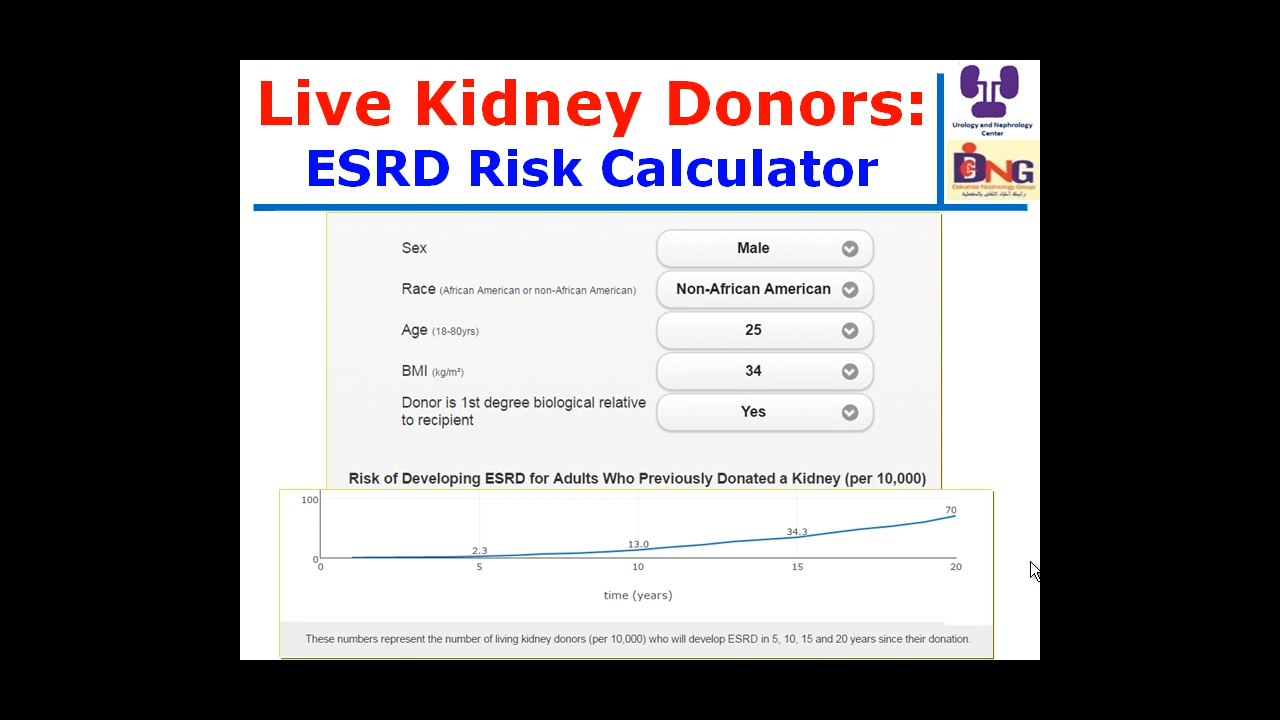 Live Kidney Donors:
ESRD Risk Calculator
Urology and Nephrology
Center
DNG
Dakahlia Nephrology Group
Sex
Male
Race (African American or non-African American)
Non-African American
Age (18-80yrs)
25
BMI (kg/m²)
34
Donor is 1st degree biological relative
to recipient
Yes
Risk of Developing ESRD for Adults Who Previously Donated a Kidney (per 10,000)
100
0
2.3
13.0
34.3
70
0
5
10
15
20
time (years)
These numbers represent the number of living kidney donors (per 10,000) who will develop ESRD in 5, 10, 15 and 20 years since their donation.